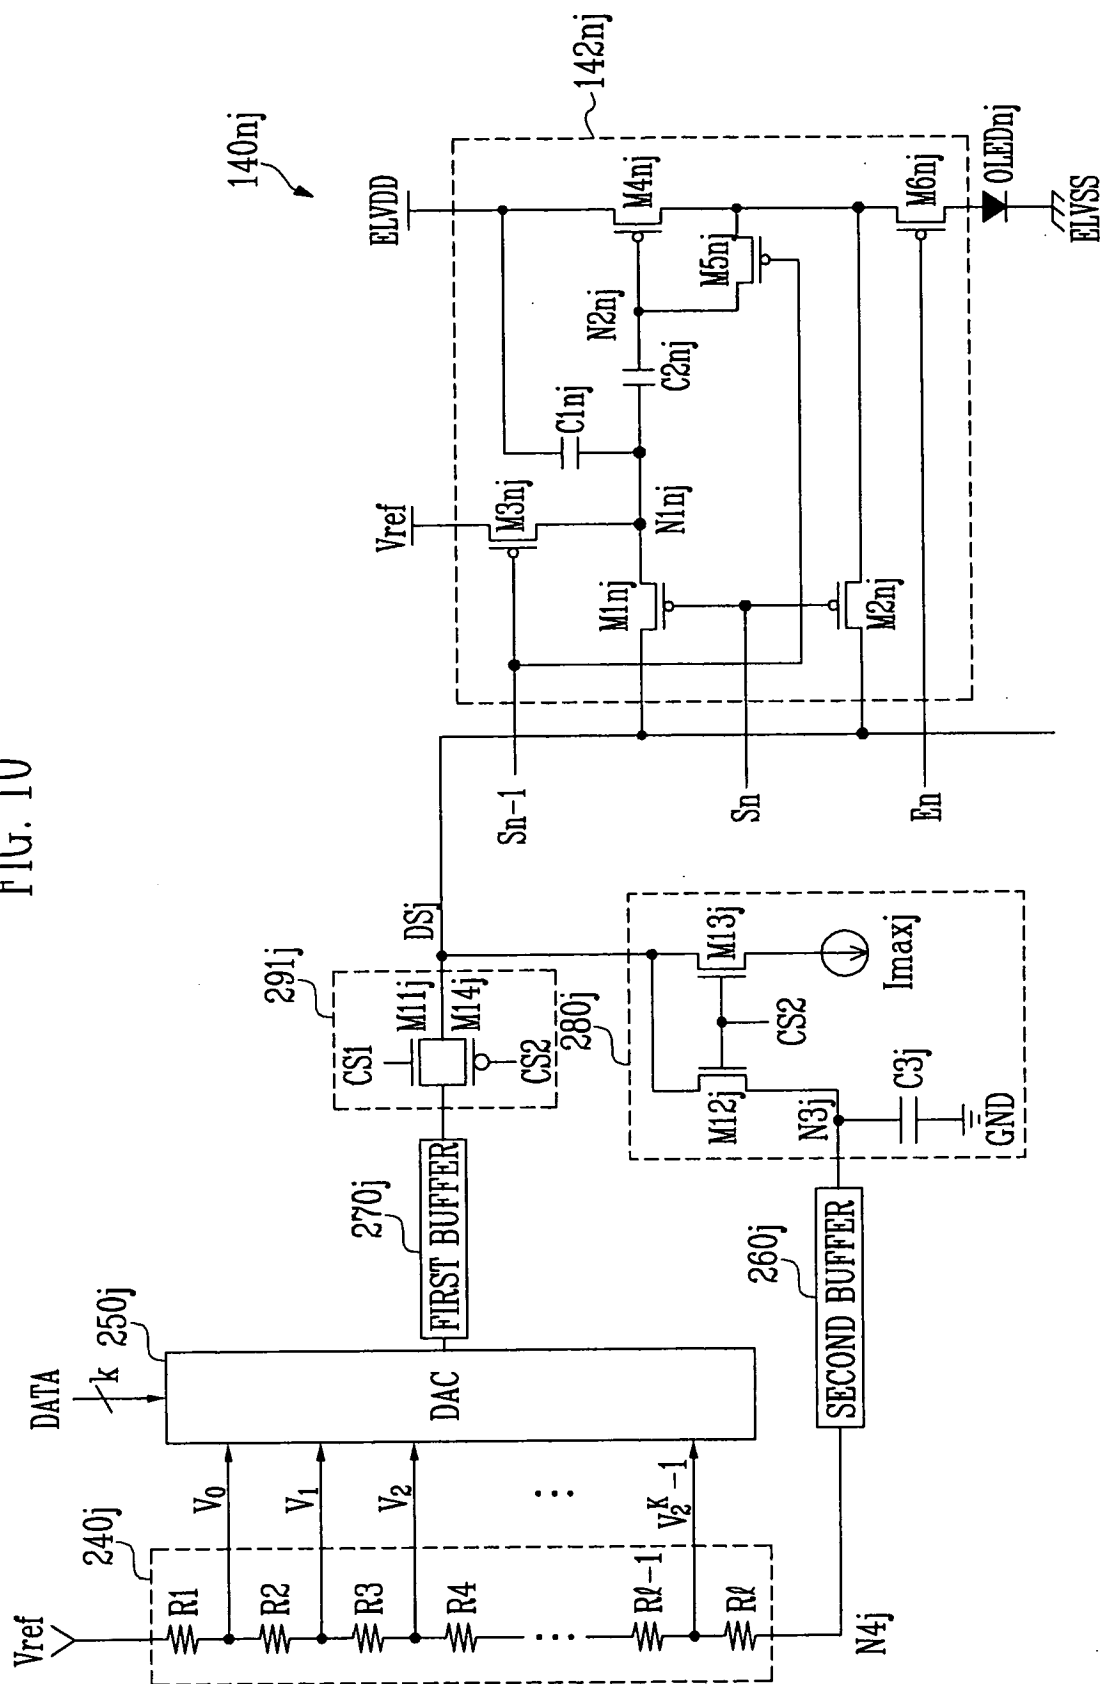 FIG. 10
140nj
142nj
ELVDD
Vref
M4nj
N2nj
M5nj
C2nj
C1nj
M3nj
N1nj
M1nj
M2nj
M6nj
OLEDnj
ELVSS
Sn-1
Sn
En
DSj
291j
M11j
M14j
CS1
CS2
280j
M13j
Imaxj
CS2
M12j
N3j
C3j
GND
270j
FIRST BUFFER
260j
SECOND BUFFER
250j
DATA
k
DAC
V0
V1
V2
...
V2^K-1
240j
Vref
R1
R2
R3
R4
...
Rℓ-1
Rℓ
N4j